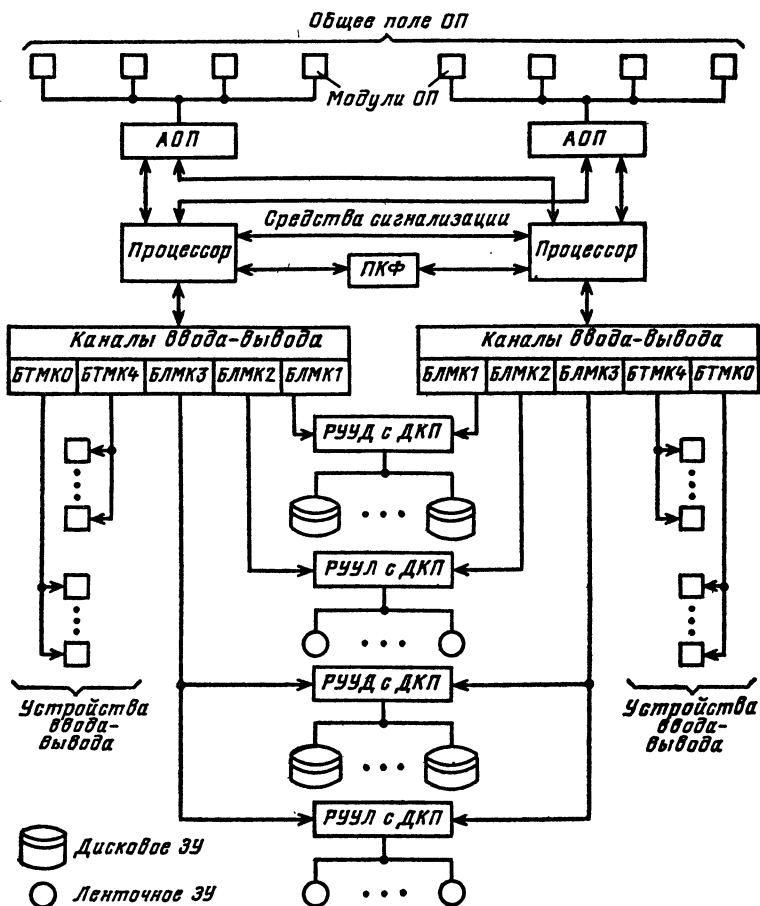 Общее поле ОП
Модули ОП
АОП
АОП
Средства сигнализации
Процессор
ПКФ
Процессор
Каналы ввода-вывода
Каналы ввода-вывода
БТМК0 БТМК4 БЛМК3 БЛМК2 БЛМК1
БЛМК1 БЛМК2 БЛМК3 БТМК4 БТМК0
РУУД с ДКП
РУУЛ с ДКП
РУУД с ДКП
Устройства
ввода-
вывода
Устройства
ввода-
вывода
РУУЛ с ДКП
Дисковое ЗУ
Ленточное ЗУ